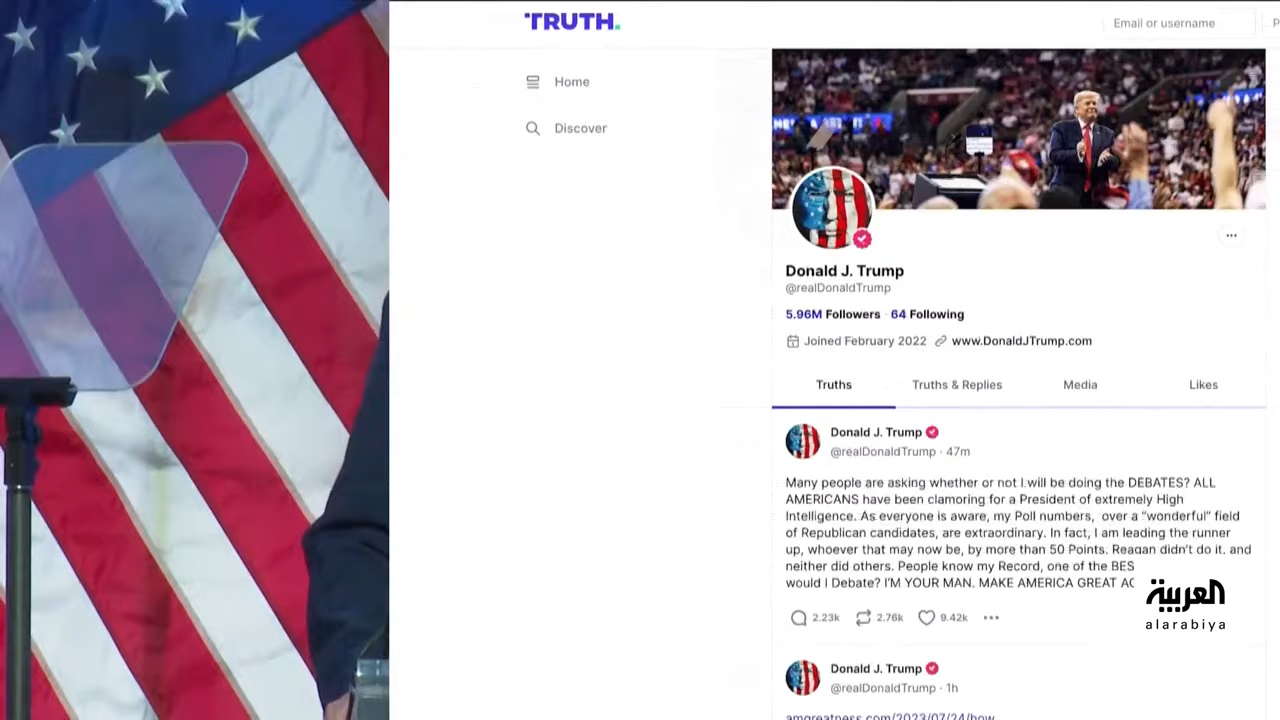 TRUTH.
Email or username
Home
Discover
Donald J. Trump
@realDonaldTrump
5.96M Followers · 64 Following
Joined February 2022 www.DonaldJTrump.com
Truths Truths & Replies Media Likes
Donald J. Trump
@realDonaldTrump · 47m
Many people are asking whether or not I will be doing the DEBATES? ALL
AMERICANS have been clamoring for a President of extremely High
Intelligence. As everyone is aware, my Poll numbers, over a "wonderful" field
of Republican candidates, are extraordinary. In fact, I am leading the runner
up, whoever that may now be, by more than 50 Points. Reagan didn't do it, and
neither did others. People know my Record, one of the BES
would I Debate? I'M YOUR MAN. MAKE AMERICA GREAT
العربية
alarabiya
2.23k 2.76k 9.42k
Donald J. Trump
@realDonaldTrump · 1h
amgreatness.com/2023/07/24/how